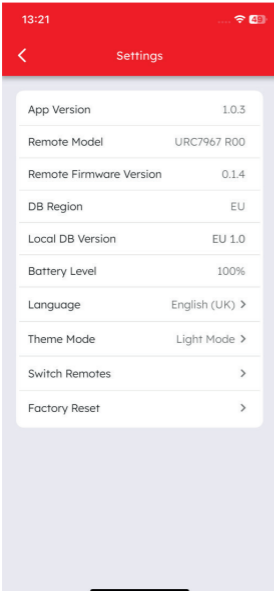 13:21
49
Settings
App Version 1.0.3
Remote Model URC7967 R00
Remote Firmware Version 0.1.4
DB Region EU
Local DB Version EU 1.0
Battery Level 100%
Language English (UK)
Theme Mode Light Mode
Switch Remotes
Factory Reset